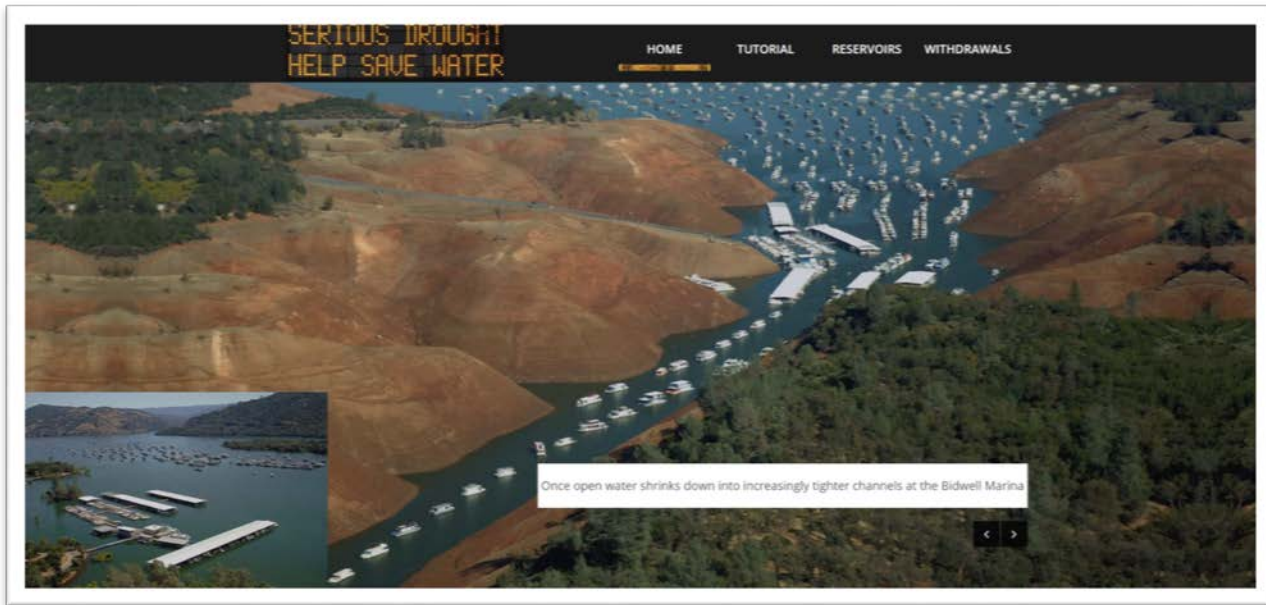 SERIOUS DROUGHT
HELP SAVE WATER
HOME
TUTORIAL
RESERVOIRS
WITHDRAWALS
Once open water shrinks down into increasingly tighter channels at the Bidwell Marina